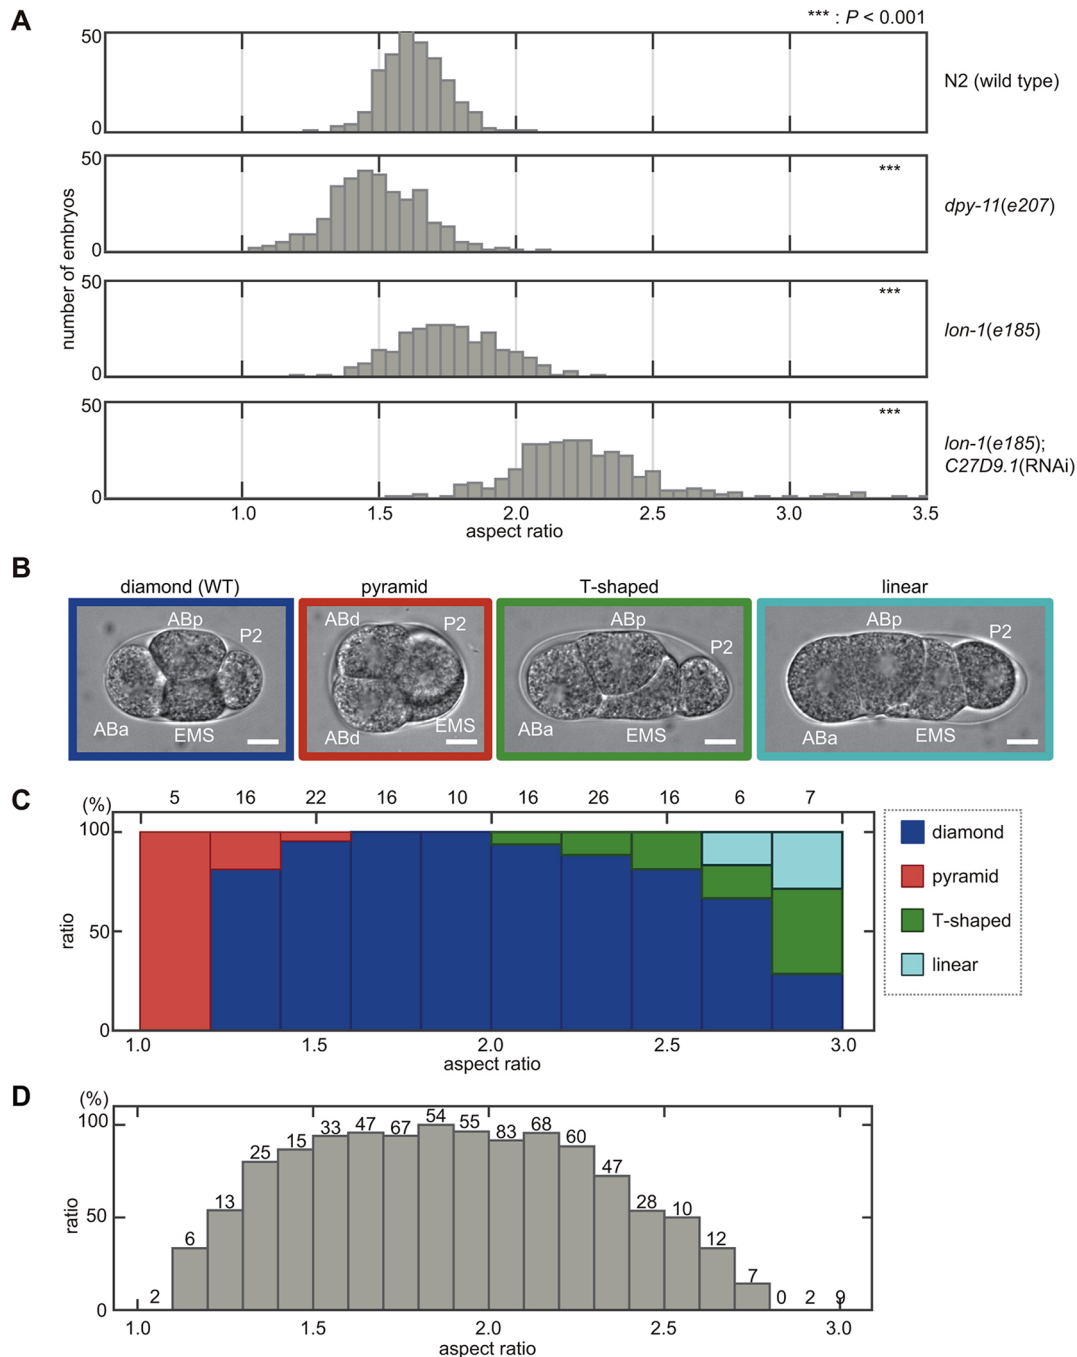 A
*** : P < 0.001
50
0
N2 (wild type)
50
0
***
dpy-11(e207)
50
0
***
lon-1(e185)
50
0
***
lon-1(e185);
C27D9.1(RNAi)
number of embryos
1.0 1.5 2.0 2.5 3.0 3.5
aspect ratio
B
diamond (WT) pyramid T-shaped linear
ABp P2 ABa EMS
ABd P2 ABd EMS
ABp P2 ABa EMS
ABp P2 ABa EMS
C
(%) 5 16 22 16 10 16 26 16 6 7
100
50
0
ratio
1.0 1.5 2.0 2.5 3.0
aspect ratio
diamond
pyramid
T-shaped
linear
D
(%)
100
50
0
ratio
2 6 13 25 15 33 47 67 54 55 83 68 60 47 28 10 12 7 0 2 9
1.0 1.5 2.0 2.5 3.0
aspect ratio